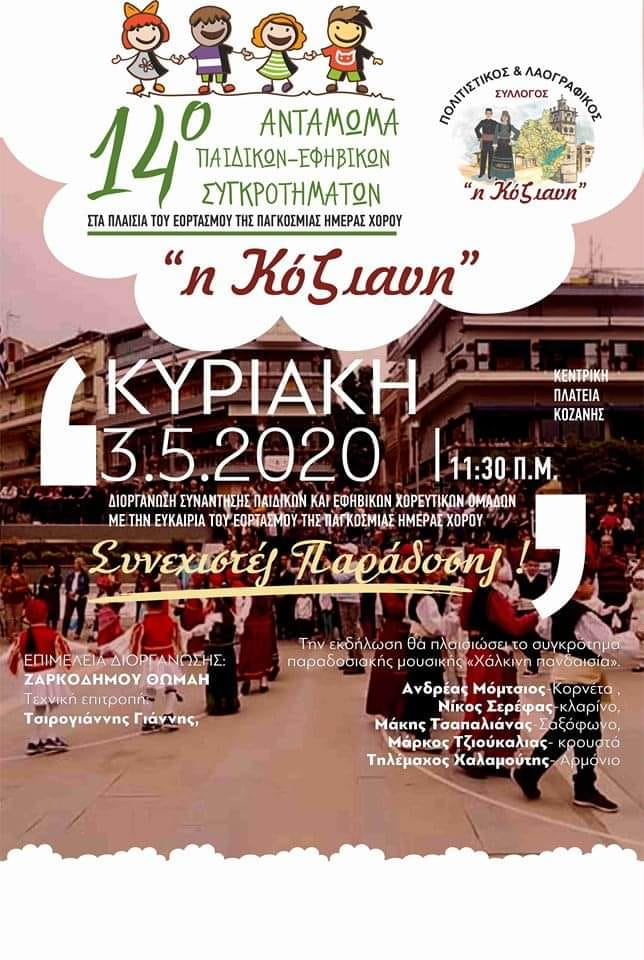 14ο ΑΝΤΑΜΩΜΑ
ΠΑΙΔΙΚΩΝ-ΕΦΗΒΙΚΩΝ
ΣΥΓΚΡΟΤΗΜΑΤΩΝ
ΣΤΑ ΠΛΑΙΣΙΑ ΤΟΥ ΕΟΡΤΑΣΜΟΥ ΤΗΣ ΠΑΓΚΟΣΜΙΑΣ ΗΜΕΡΑΣ ΧΟΡΟΥ
ΠΟΛΙΤΙΣΤΙΚΟΣ & ΛΑΟΓΡΑΦΙΚΟΣ
ΣΥΛΛΟΓΟΣ
“η Κόζιανη”
“η Κόζιανη”
ΚΥΡΙΑΚΗ
3.5.2020 | 11:30 Π.Μ.
ΚΕΝΤΡΙΚΗ
ΠΛΑΤΕΙΑ
ΚΟΖΑΝΗΣ
ΔΙΟΡΓΑΝΩΣΗ ΣΥΝΑΝΤΗΣΗΣ ΠΑΙΔΙΚΩΝ ΚΑΙ ΕΦΗΒΙΚΩΝ ΧΟΡΕΥΤΙΚΩΝ ΟΜΑΔΩΝ
ΜΕ ΤΗΝ ΕΥΚΑΙΡΙΑ ΤΟΥ ΕΟΡΤΑΣΜΟΥ ΤΗΣ ΠΑΓΚΟΣΜΙΑΣ ΗΜΕΡΑΣ ΧΟΡΟΥ
Συνεχιστές Παράδοσης !
ΕΠΙΜΕΛΕΙΑ ΔΙΟΡΓΑΝΩΣΗΣ:
ΖΑΡΚΟΔΗΜΟΥ ΘΩΜΑΗ
Τεχνική επιτροπή:
Τσιρογιάννης Γιάννης,
Την εκδήλωση θα πλαισιώσει το συγκρότημα
παραδοσιακής μουσικής «Χάλκινη πανδαισία».
Ανδρέας Μόμτσιος-Κορνέτα ,
Νίκος Σερέφας-κλαρίνο,
Μάκης Τσαπαλιάνας-Σαξόφωνο,
Μάρκος Τζιούκαλιας- κρουστά
Τηλέμαχος Χαλαμούτης- Αρμόνιο